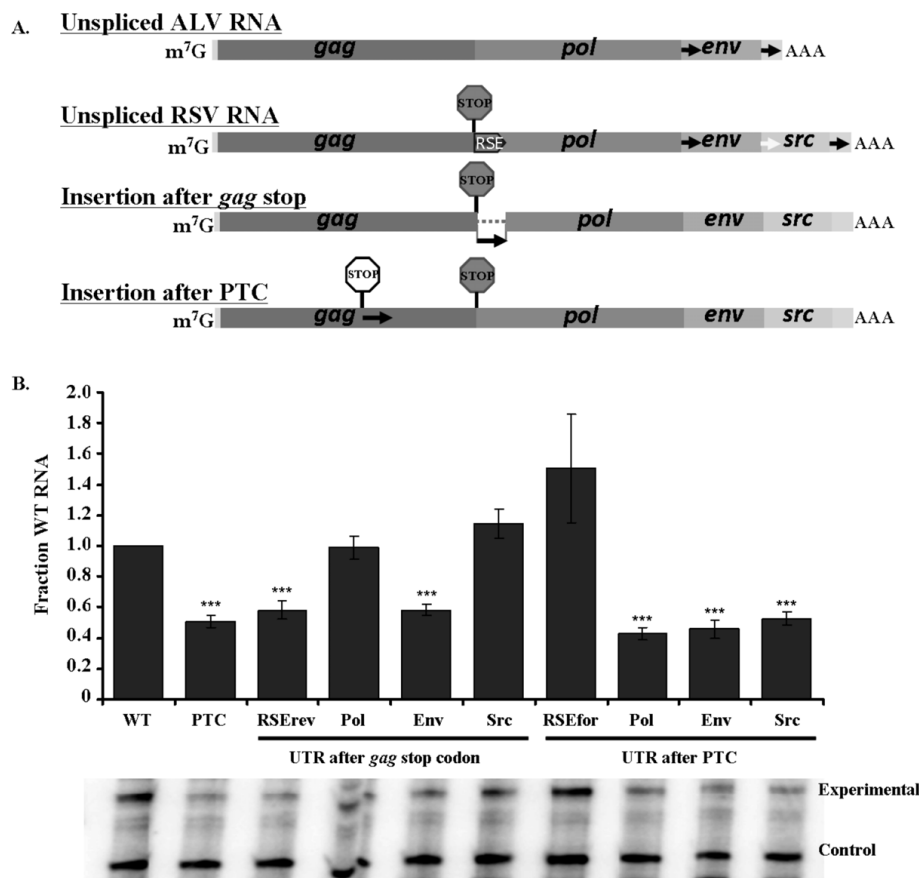 A.
Unspliced ALV RNA
m⁷G gag pol env AAA
Unspliced RSV RNA
STOP
m⁷G gag RSE pol env src AAA
Insertion after gag stop
STOP
m⁷G gag pol env src AAA
Insertion after PTC
STOP STOP
m⁷G gag pol env src AAA
B.
Fraction WT RNA
2.0
1.8
1.6
1.4
1.2
1.0
0.8
0.6
0.4
0.2
0
*** *** *** *** *** ***
WT PTC RSErev Pol Env Src RSEfor Pol Env Src
UTR after gag stop codon UTR after PTC
Experimental
Control